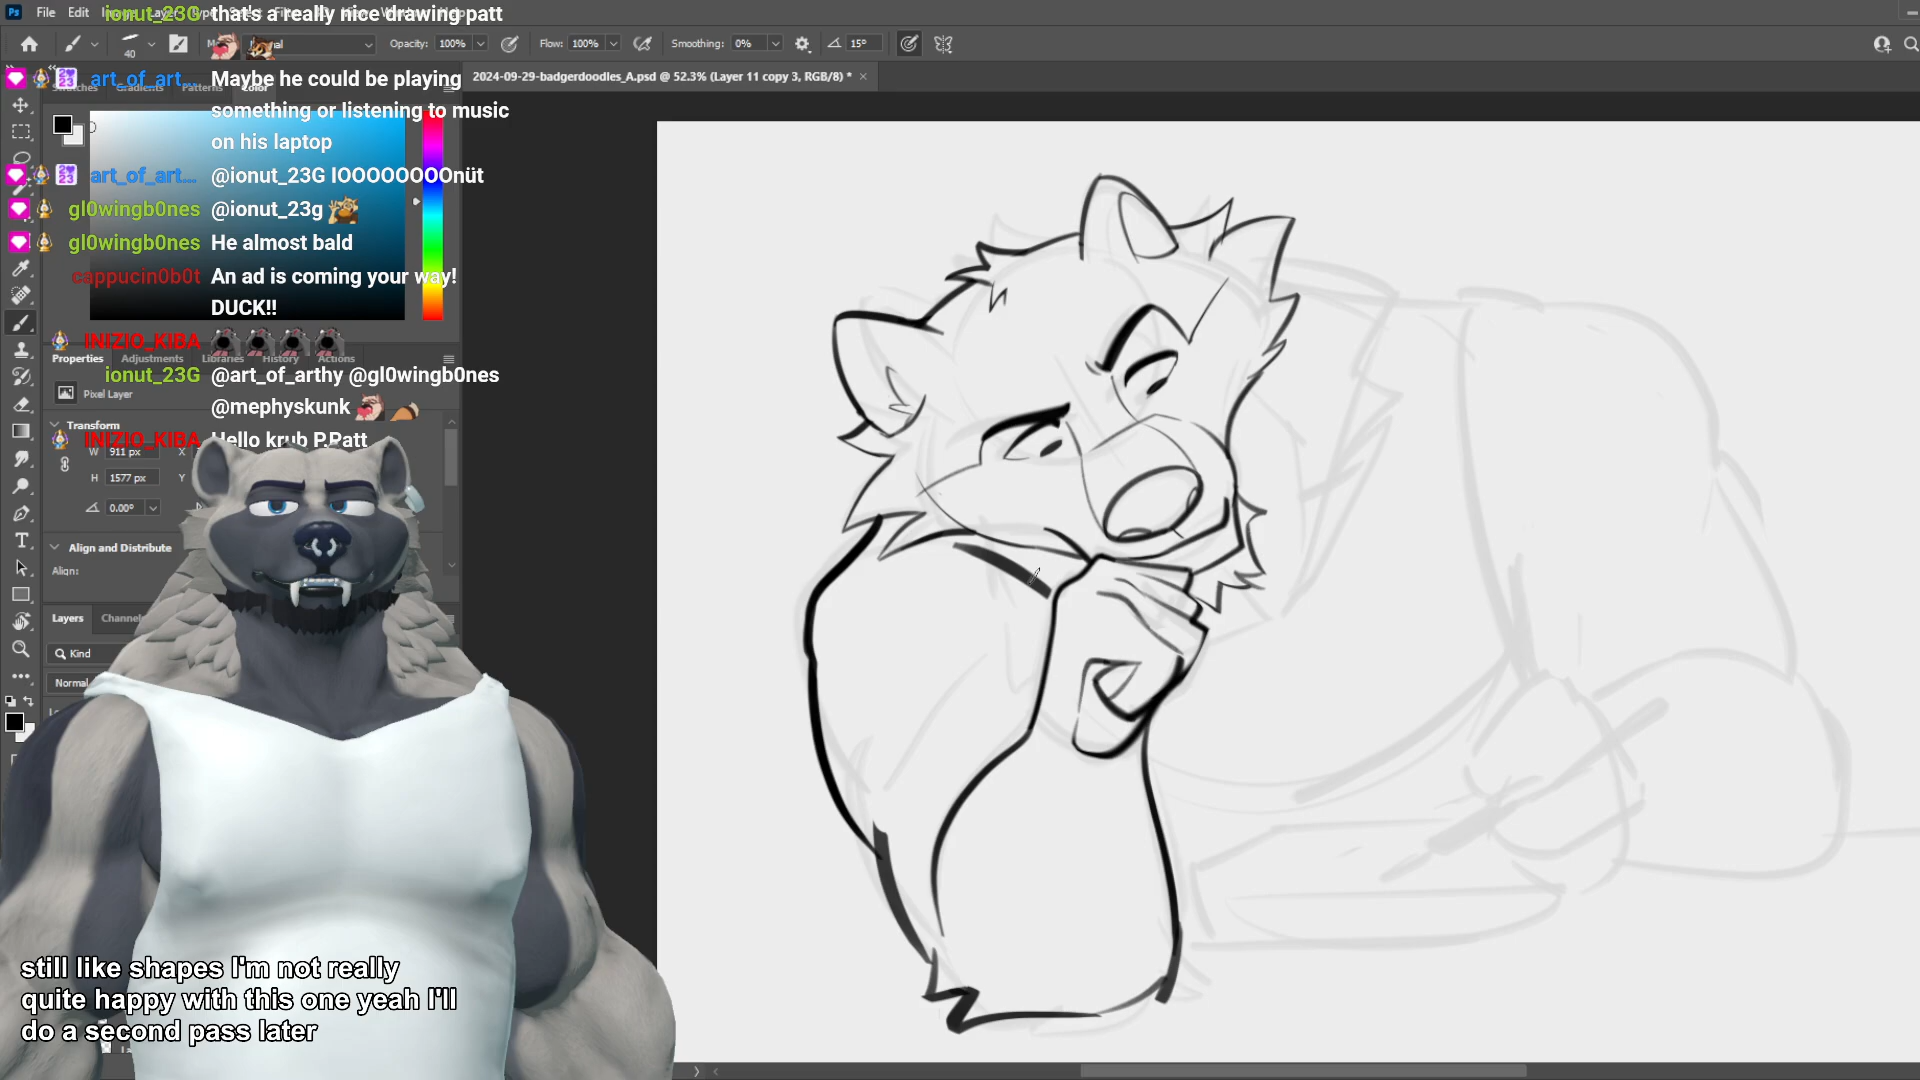 File Edit
ionut_23G that's a really nice drawing patt
40
Opacity: 100%
Flow: 100%
Smoothing: 0%
15°
2024-09-29-badgerdoodles_A.psd @ 52.3% (Layer 11 copy 3, RGB/8) *
art_of_art... Maybe he could be playing
something or listening to music
on his laptop
art_of_art... @ionut_23G IOOOOOOOOnüt
gl0wingb0nes @ionut_23g
gl0wingb0nes He almost bald
cappucin0b0t An ad is coming your way!
DUCK!!
INIZIO_KIBA
Properties Adjustments Libraries History Actions
ionut_23G @art_of_arthy @gl0wingb0nes
Pixel Layer
@mephyskunk
Transform
INIZIO_KIBA Hello krub P.Patt
W 911 px X
H 1577 px Y
0.00°
Align and Distribute
Align:
Layers
Kind
Normal
still like shapes I'm not really
quite happy with this one yeah I'll
do a second pass later